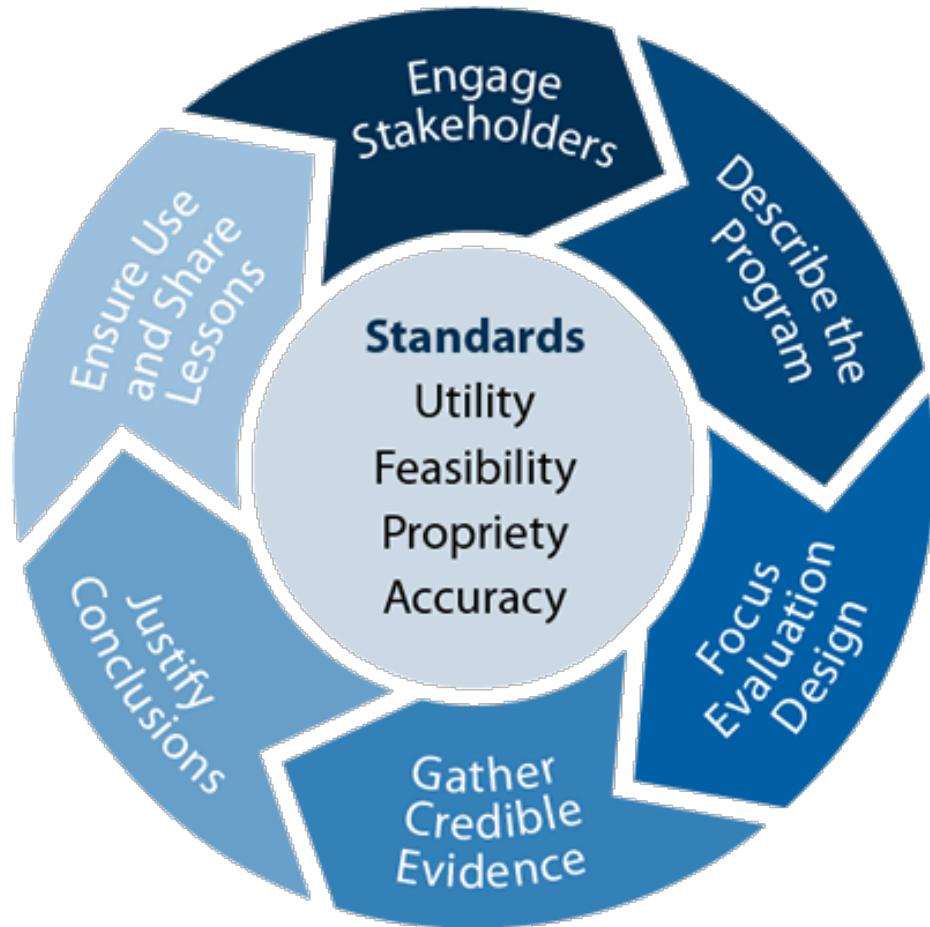 Engage
Stakeholders
Describe the
Program
Focus
Evaluation
Design
Gather
Credible
Evidence
Justify
Conclusions
Ensure Use
and Share
Lessons
Standards
Utility
Feasibility
Propriety
Accuracy